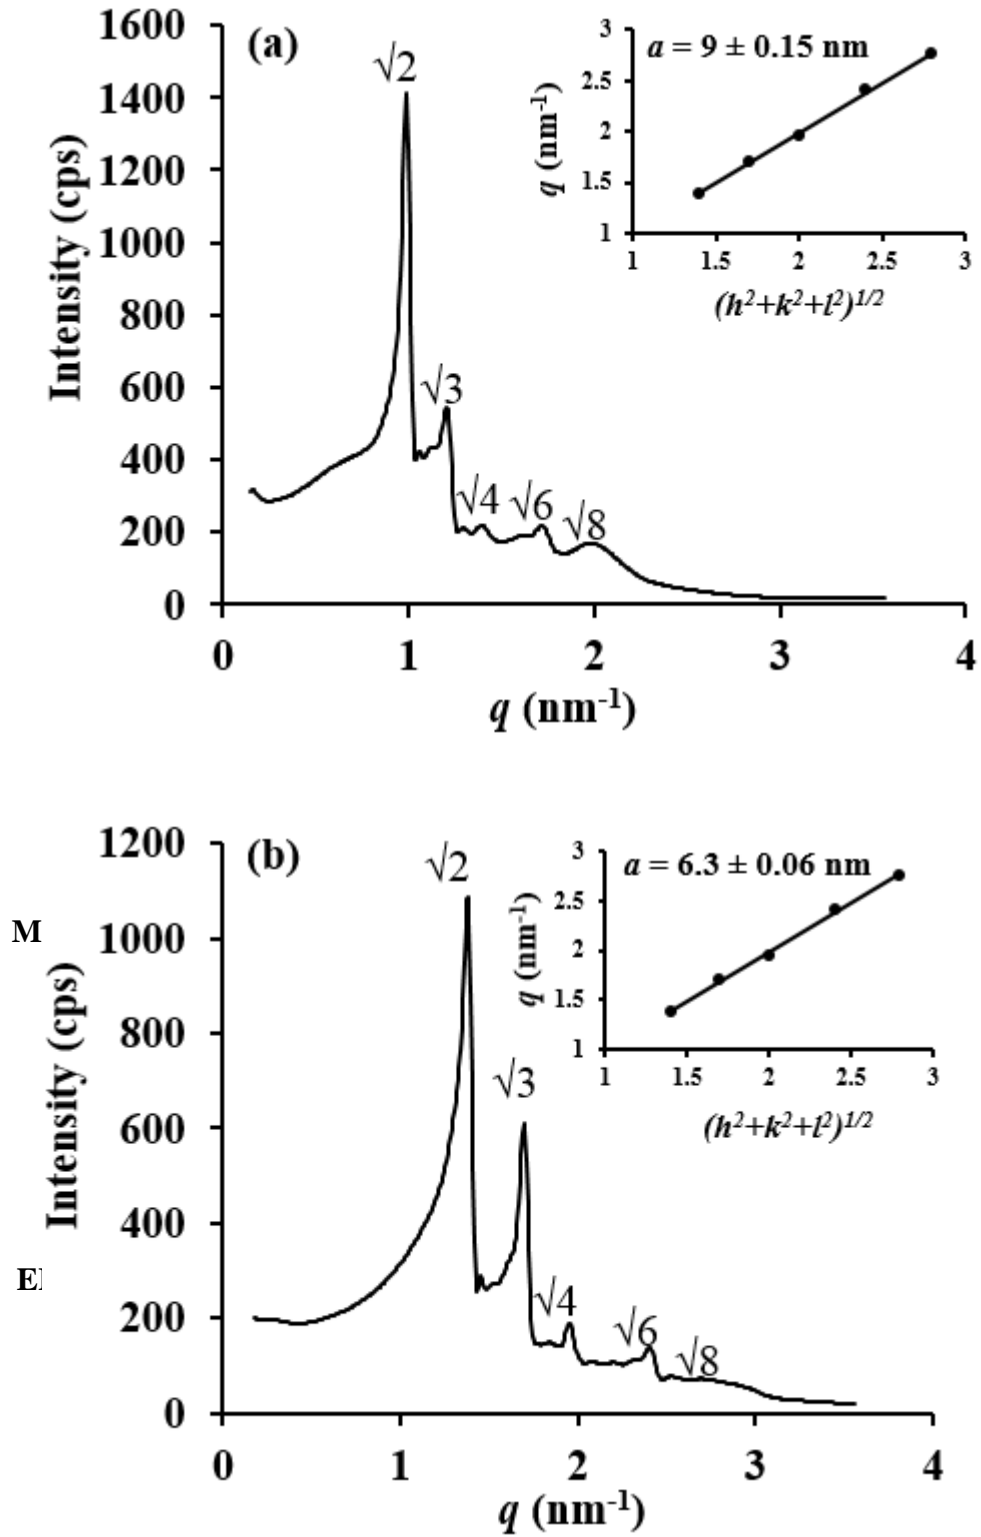 (a)
1600
1400
1200
1000
800
600
400
200
0
Intensity (cps)
√2
√3
√4
√6
√8
0 1 2 3 4
q (nm⁻¹)
a = 9 ± 0.15 nm
3
2.5
2
1.5
1
q (nm⁻¹)
1 1.5 2 2.5 3
(h²+k²+l²)¹/²
(b)
1200
1000
800
600
400
200
0
Intensity (cps)
M
√2
√3
√4
√6
√8
0 1 2 3 4
q (nm⁻¹)
a = 6.3 ± 0.06 nm
3
2.5
2
1.5
1
q (nm⁻¹)
1 1.5 2 2.5 3
(h²+k²+l²)¹/²